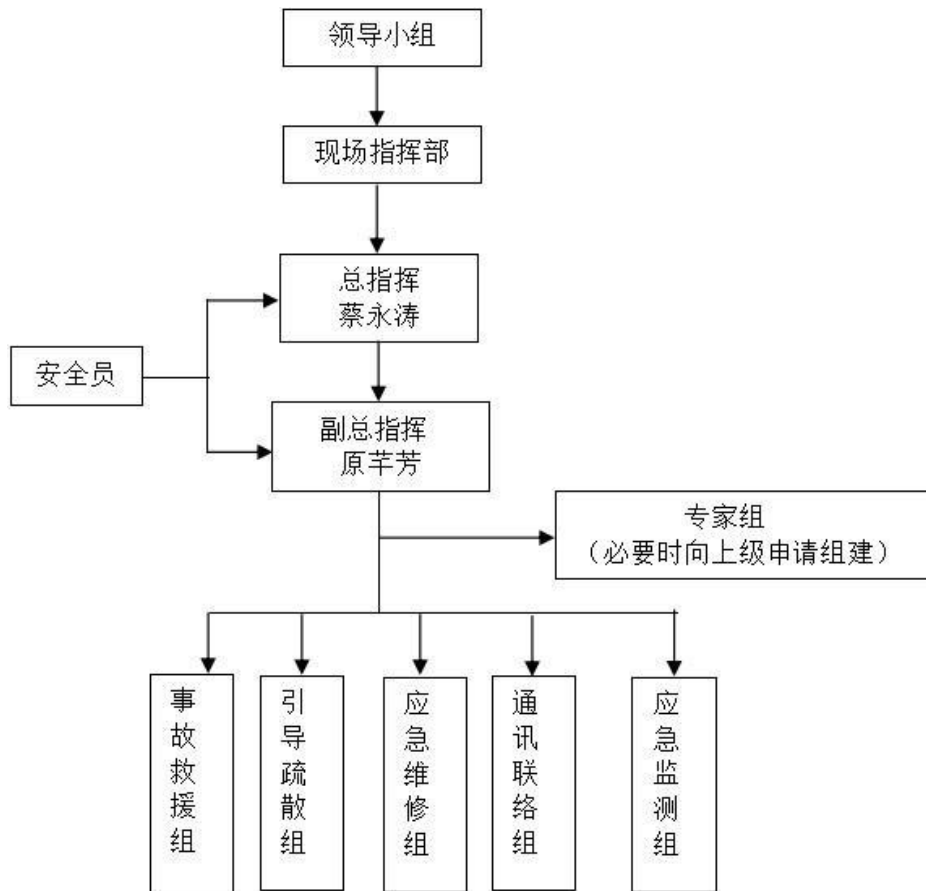 领导小组
现场指挥部
总指挥
蔡永涛
安全员
副总指挥
原芊芳
专家组
（必要时向上级申请组建）
事故救援组
引导疏散组
应急维修组
通讯联络组
应急监测组